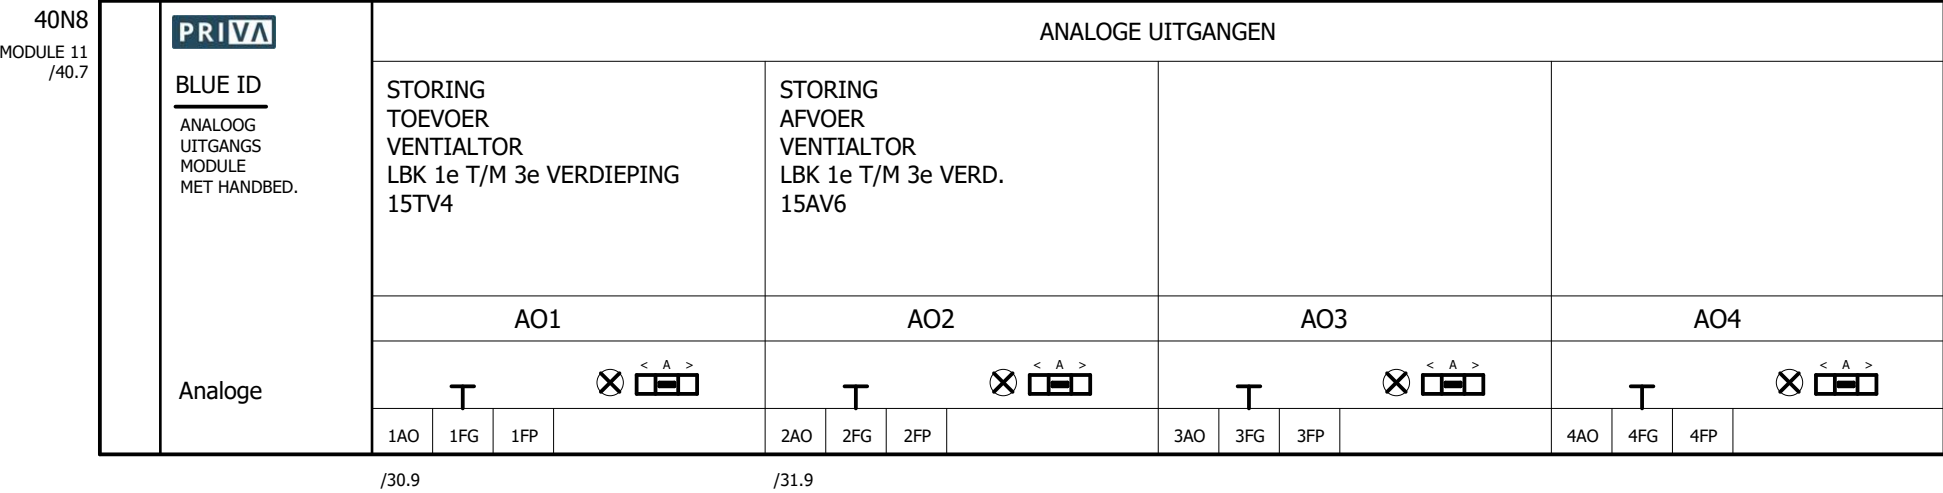 40N8
MODULE 11
/40.7
PRIVA
BLUE ID
ANALOOG
UITGANGS
MODULE
MET HANDBED.
Analoge
ANALOGE UITGANGEN
STORING
TOEVOER
VENTIALTOR
LBK 1e T/M 3e VERDIEPING
15TV4
STORING
AFVOER
VENTIALTOR
LBK 1e T/M 3e VERD.
15AV6
AO1
AO2
AO3
AO4
< A >
< A >
< A >
< A >
1AO 1FG 1FP
2AO 2FG 2FP
3AO 3FG 3FP
4AO 4FG 4FP
/30.9
/31.9